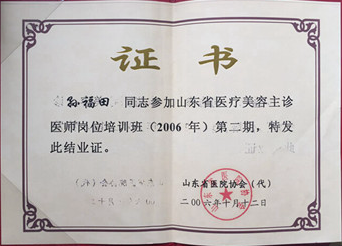 证书
孙福田 同志参加山东省医疗美容主诊
医师岗位培训班（2006年）第二期，特发
此结业证。
山东省医院协会（代）
二00六年十月十二日